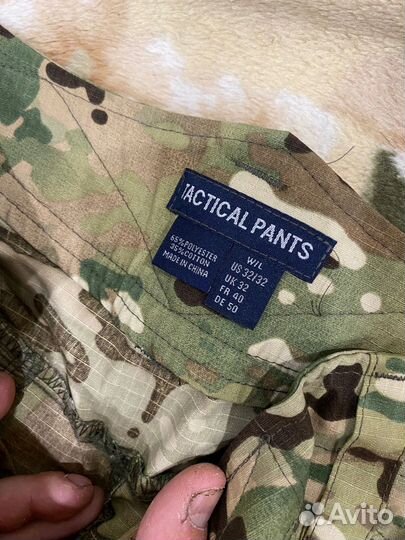 TACTICAL PANTS
65%POLYESTER
35%COTTON
MADE IN CHINA
W/L
US 32/32
UK 32
FR 40
DE 50
Avito